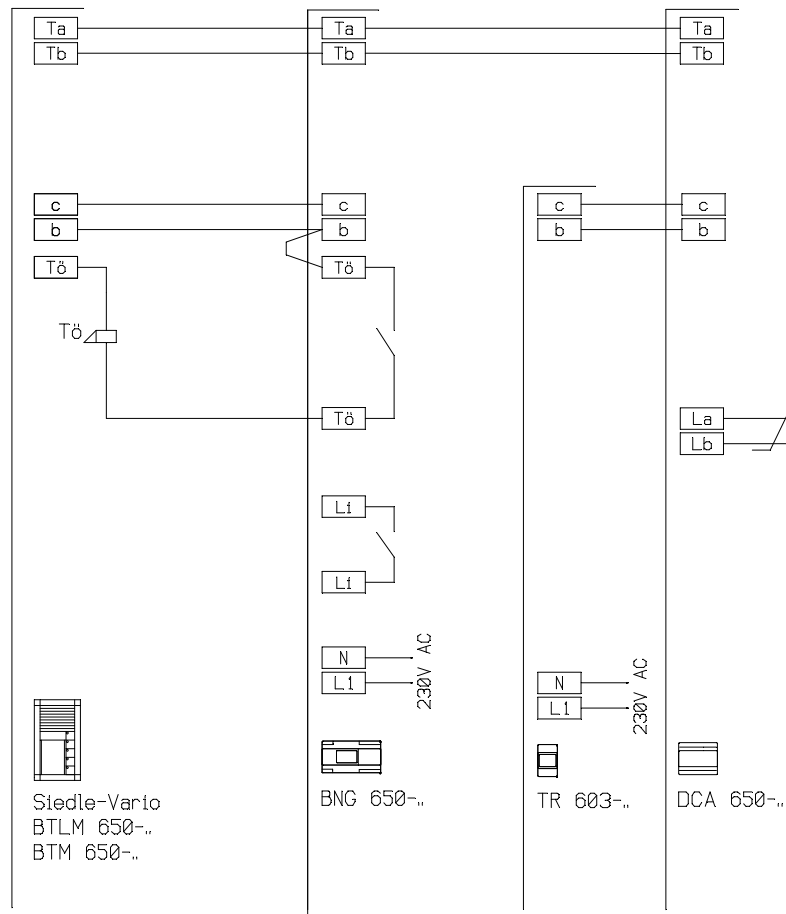 Ta Ta Ta
Tb Tb Tb
c c c c
b b b b
Tö Tö
Tö
Tö La
Lb
Li
Li
N
L1
230V AC
N
L1
230V AC
Siedle-Vario
BTLM 650-..
BTM 650-..
BNG 650-..
TR 603-..
DCA 650-..